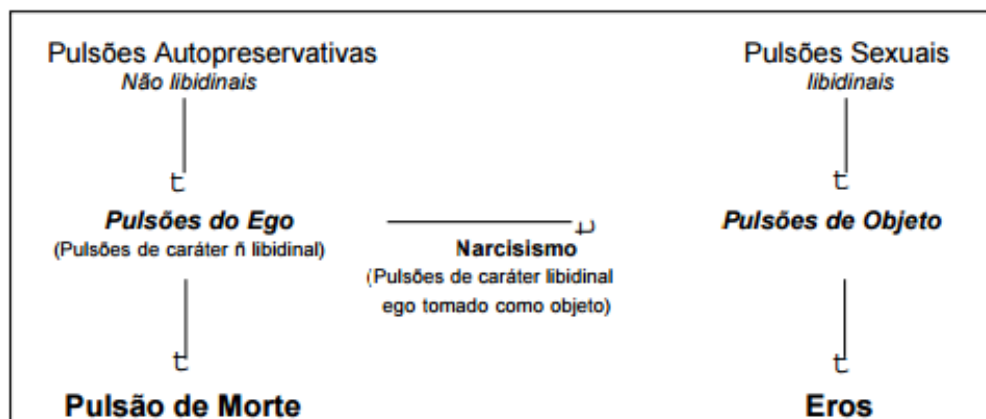 Pulsões Autopreservativas
Não libidinais
Pulsões Sexuais
libidinais
t
t
Pulsões do Ego
(Pulsões de caráter ñ libidinal)
t
Narcisismo
(Pulsões de caráter libidinal
ego tomado como objeto)
Pulsões de Objeto
t
t
Pulsão de Morte
Eros